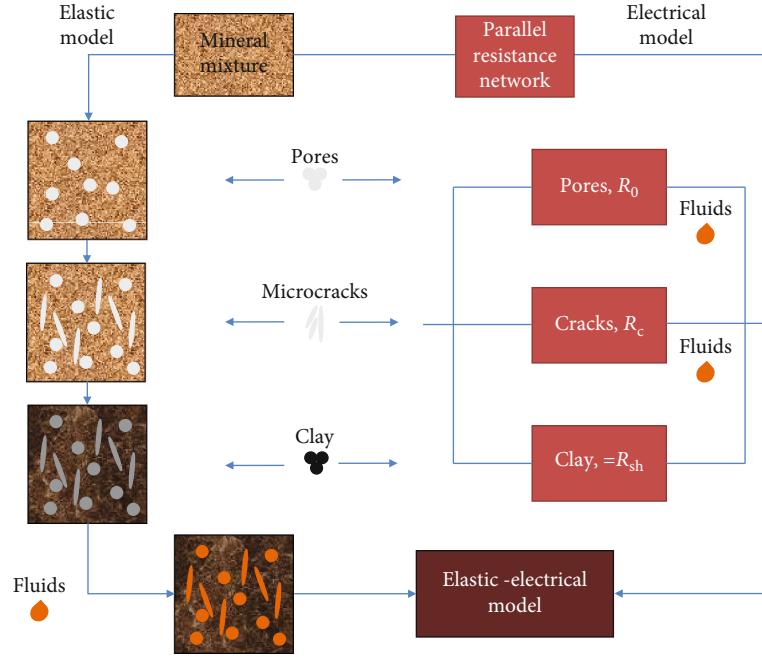 Elastic
model
Mineral
mixture
Parallel
resistance
network
Electrical
model
Pores
Pores, R0
Fluids
Microcracks
Cracks, Rc
Fluids
Clay
Clay, =Rsh
Fluids
Elastic -electrical
model